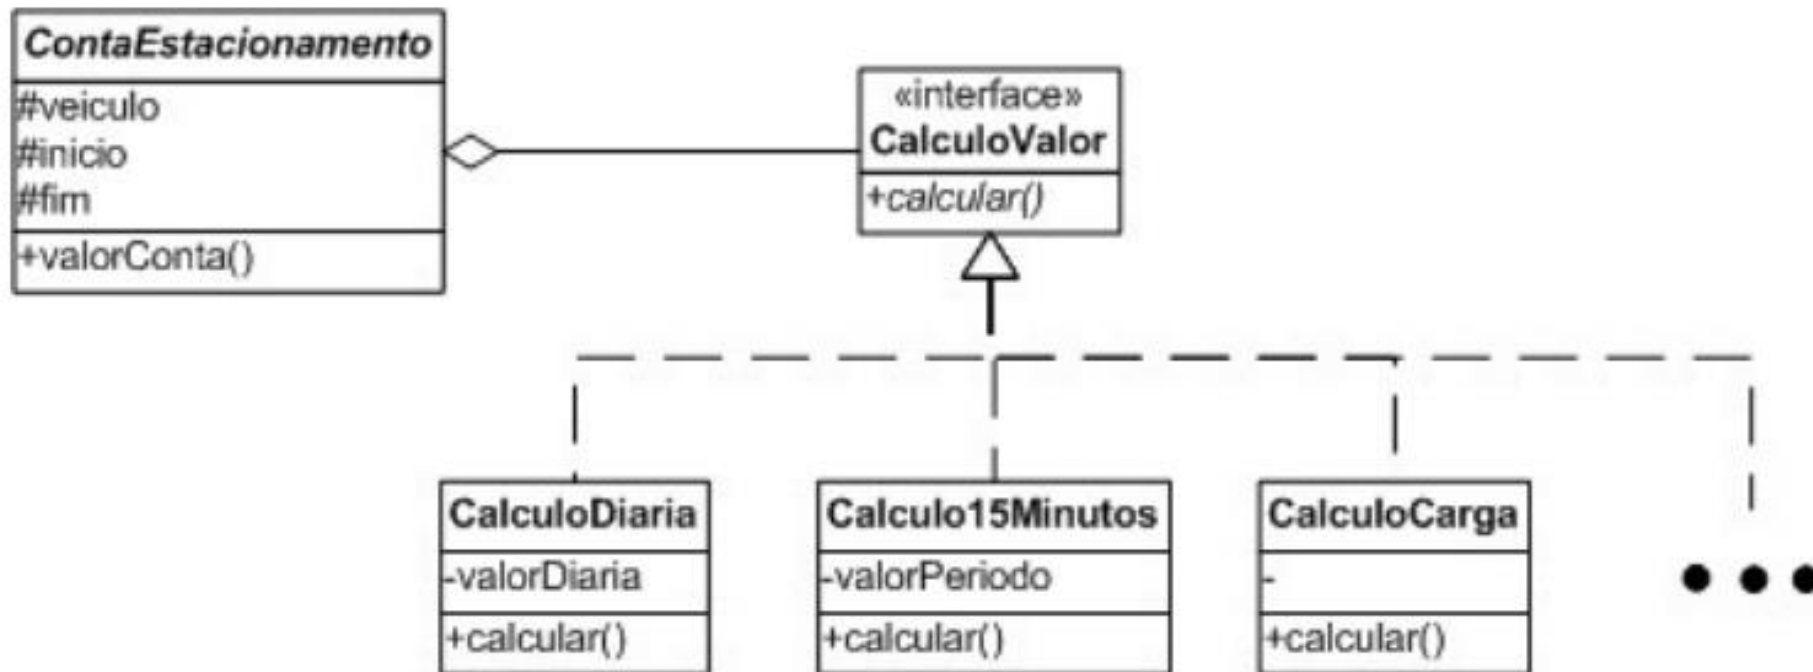 ContaEstacionamento
#veiculo
#inicio
#fim
+valorConta()
«interface»
CalculoValor
+calcular()
CalculoDiaria
-valorDiaria
+calcular()
Calculo15Minutos
-valorPeriodo
+calcular()
CalculoCarga
-
+calcular()